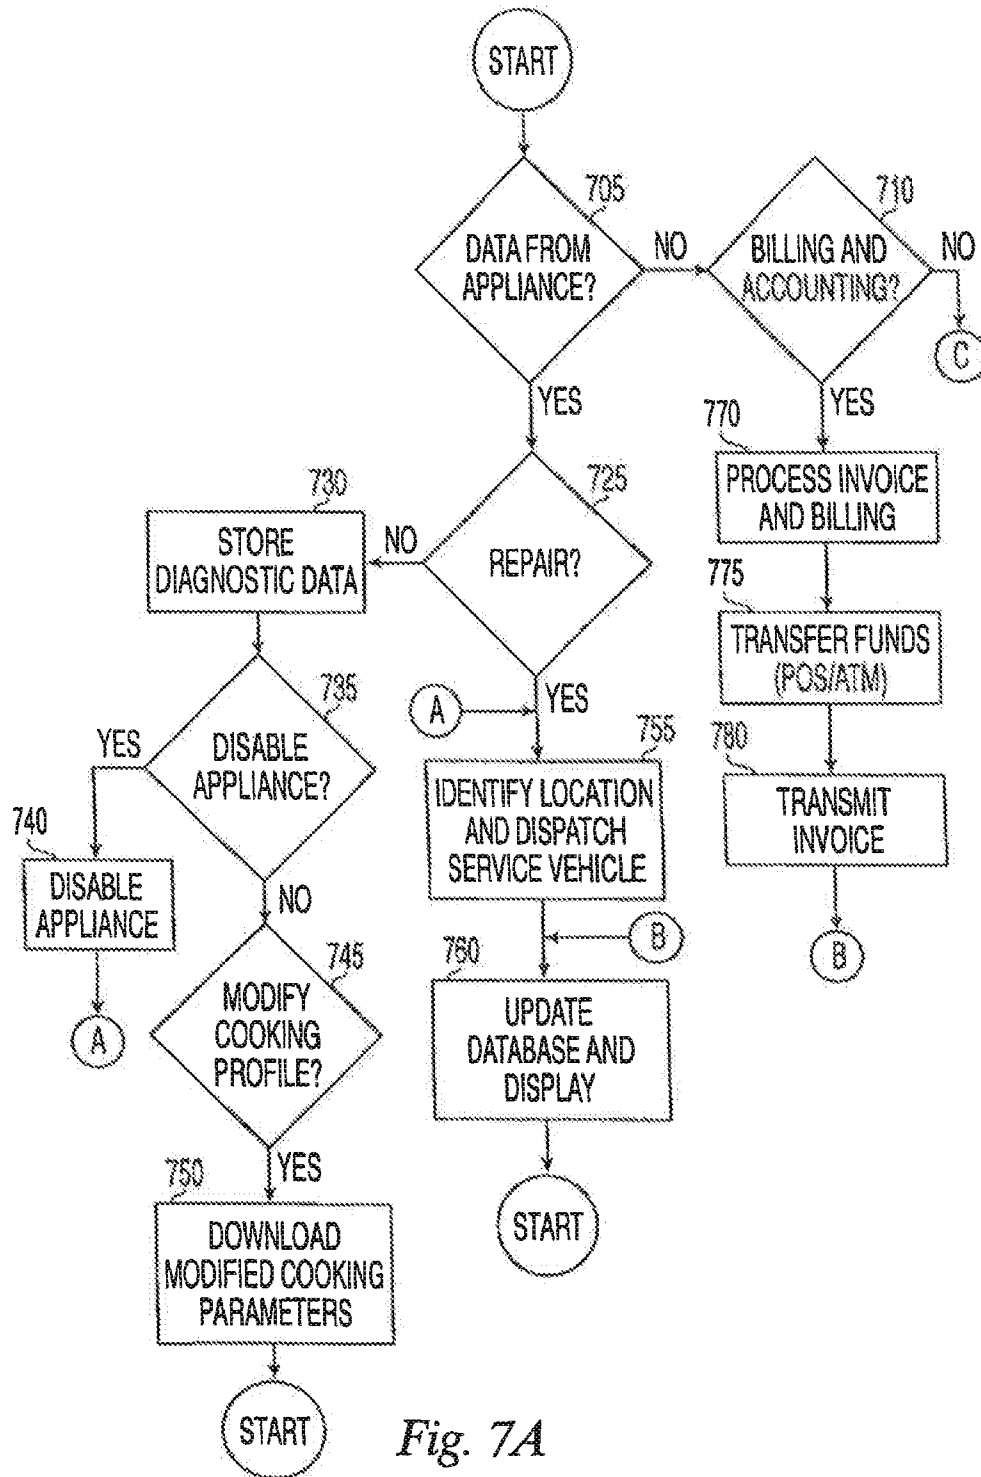 START
705
DATA FROM
APPLIANCE?
NO
YES
710
BILLING AND
ACCOUNTING?
NO
C
YES
770
PROCESS INVOICE
AND BILLING
775
TRANSFER FUNDS
(POS/ATM)
780
TRANSMIT
INVOICE
B
725
REPAIR?
NO
YES
A
730
STORE
DIAGNOSTIC DATA
735
DISABLE
APPLIANCE?
YES
NO
740
DISABLE
APPLIANCE
A
745
MODIFY
COOKING
PROFILE?
YES
750
DOWNLOAD
MODIFIED COOKING
PARAMETERS
START
755
IDENTIFY LOCATION
AND DISPATCH
SERVICE VEHICLE
B
760
UPDATE
DATABASE AND
DISPLAY
START
Fig. 7A